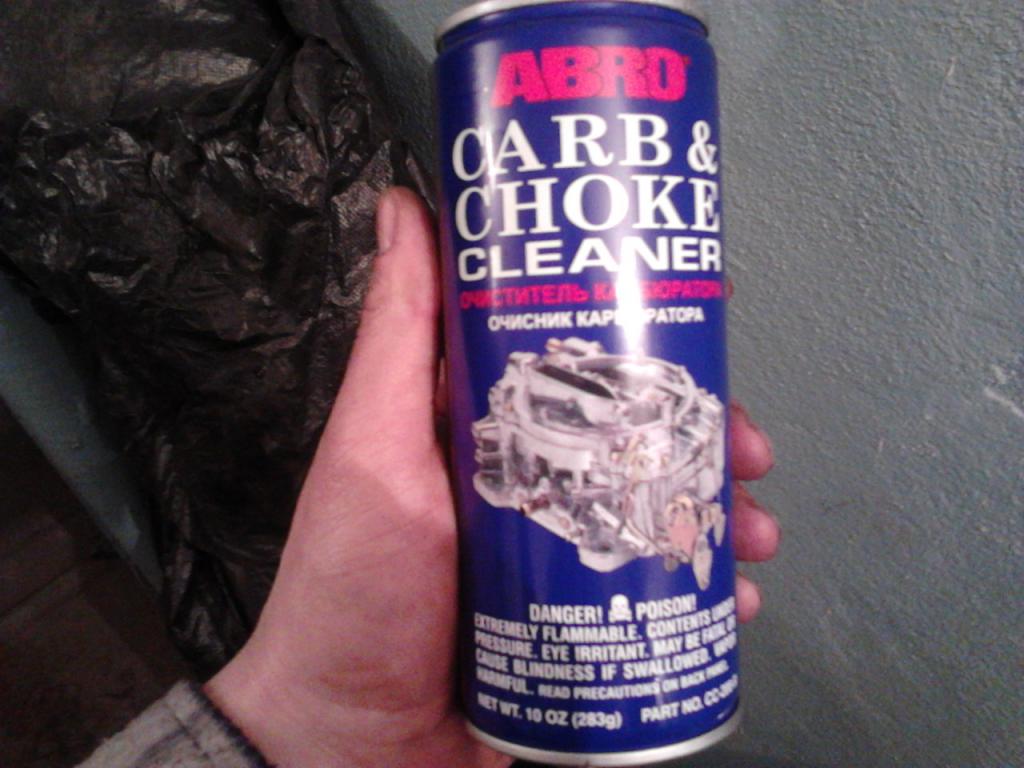 ABRO
CARB &
CHOKE
CLEANER
ОЧИСТИТЕЛЬ
ОЧИСНИК КАРБЮРАТОРА
DANGER! POISON!
EXTREMELY FLAMMABLE. CONTENTS UNDER
PRESSURE. EYE IRRITANT. MAY BE FATAL OR
CAUSE BLINDNESS IF SWALLOWED. VAPOR
HARMFUL. READ PRECAUTIONS ON BACK PANEL.
NET WT. 10 OZ (283g) PART NO.